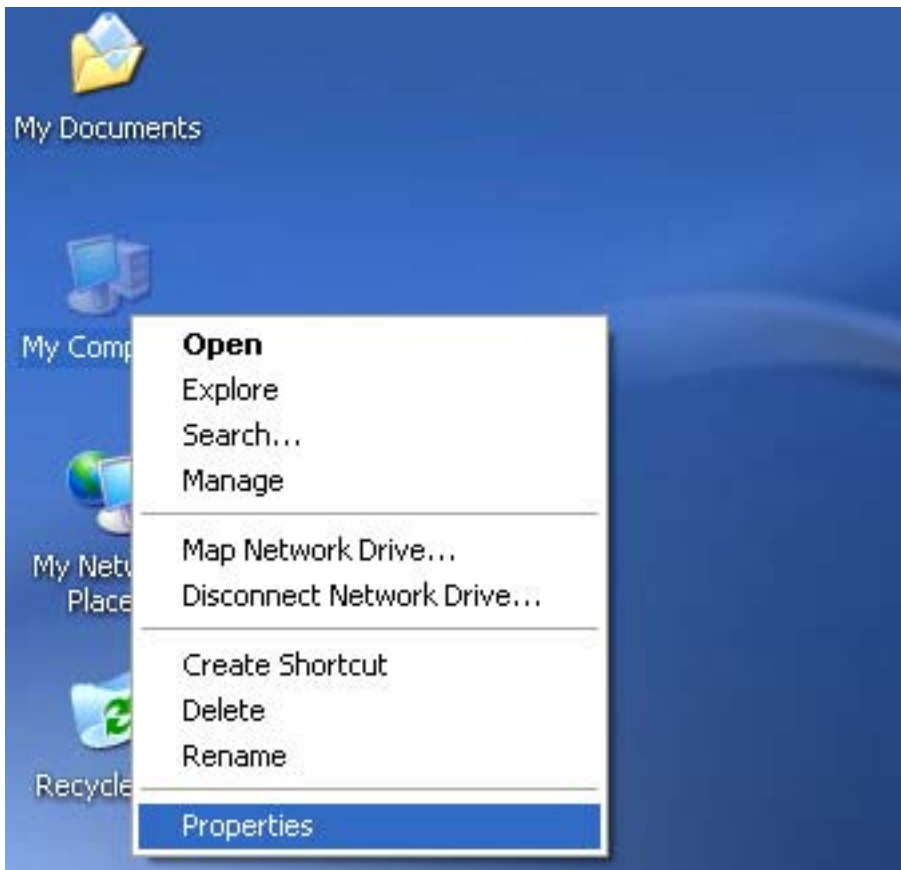 My Documents
My Comp
Open
Explore
Search...
Manage
My Netw
Place
Map Network Drive...
Disconnect Network Drive...
Create Shortcut
Delete
Rename
Recycle
Properties